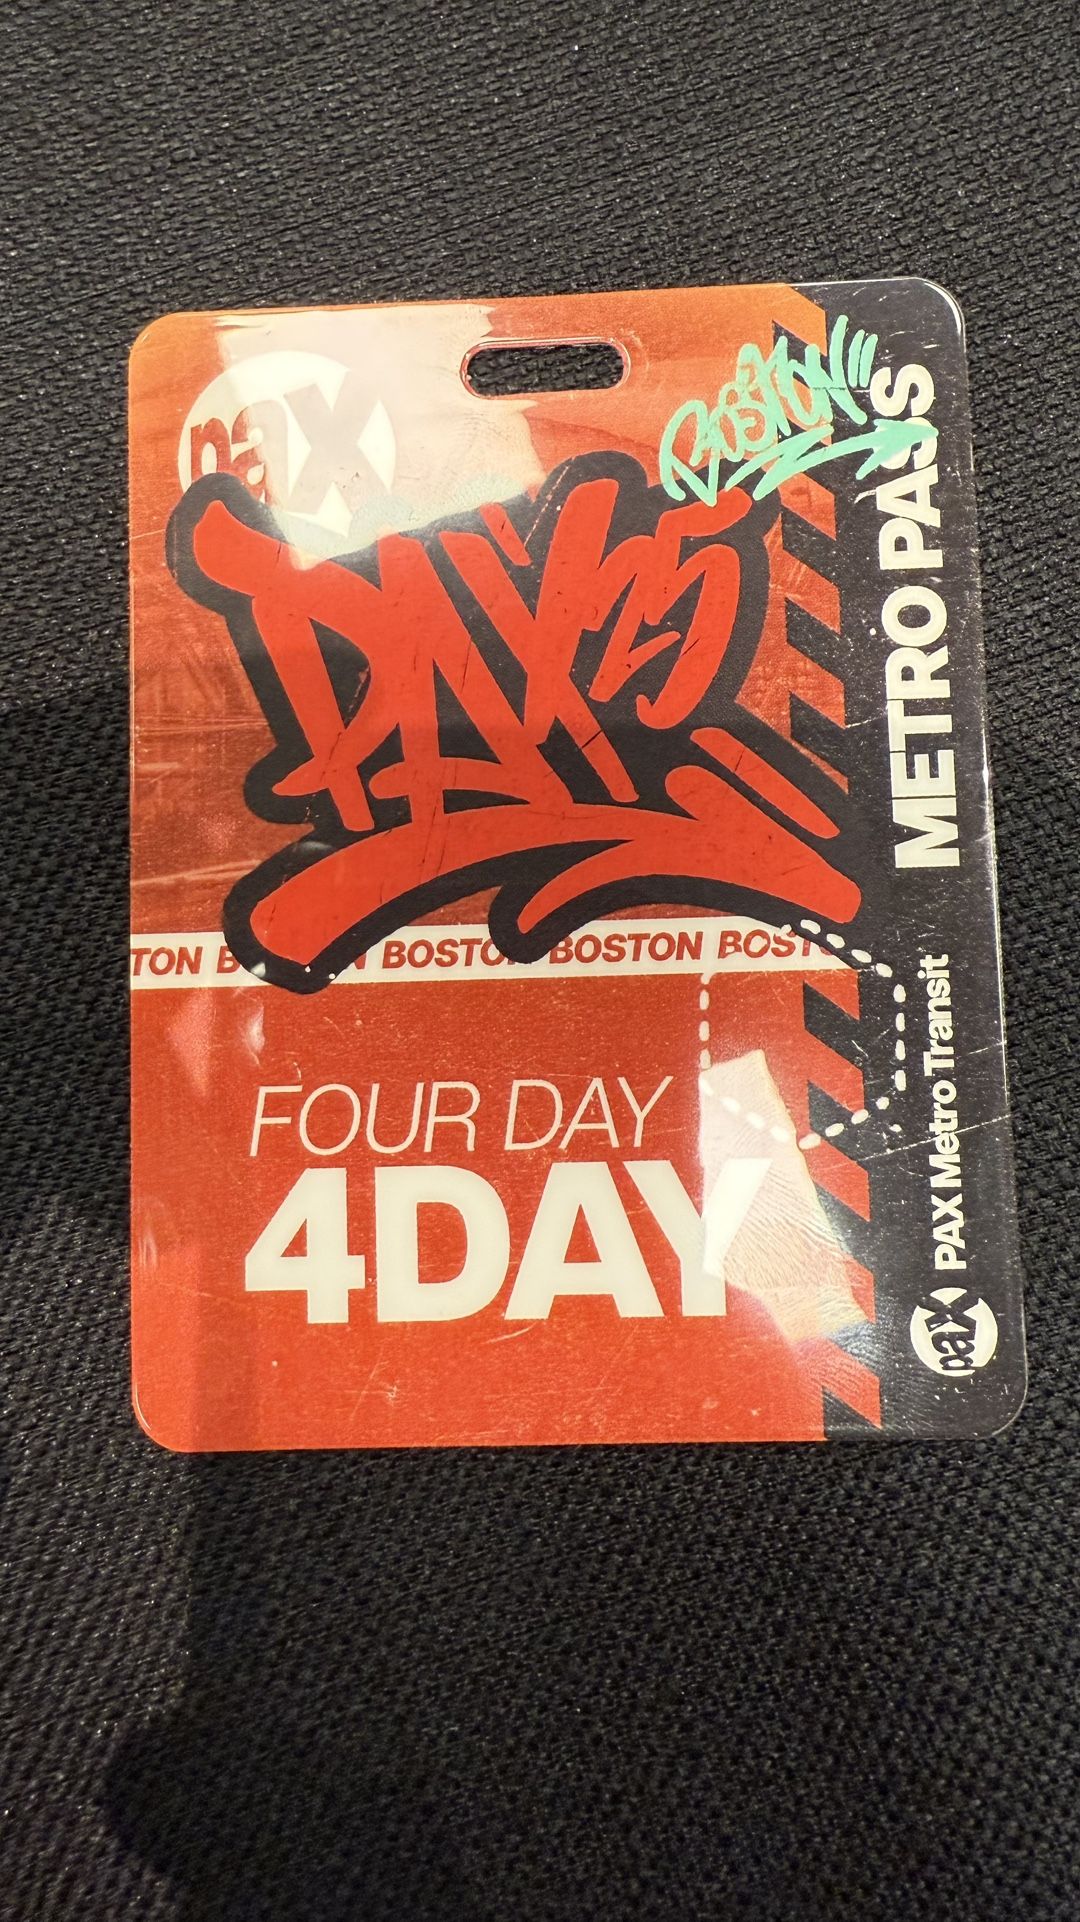 pax
BOSTON
PAX25
METRO PASS
TON B N BOSTON BOSTON BOST
FOUR DAY
4DAY
PAX Metro Transit
pax